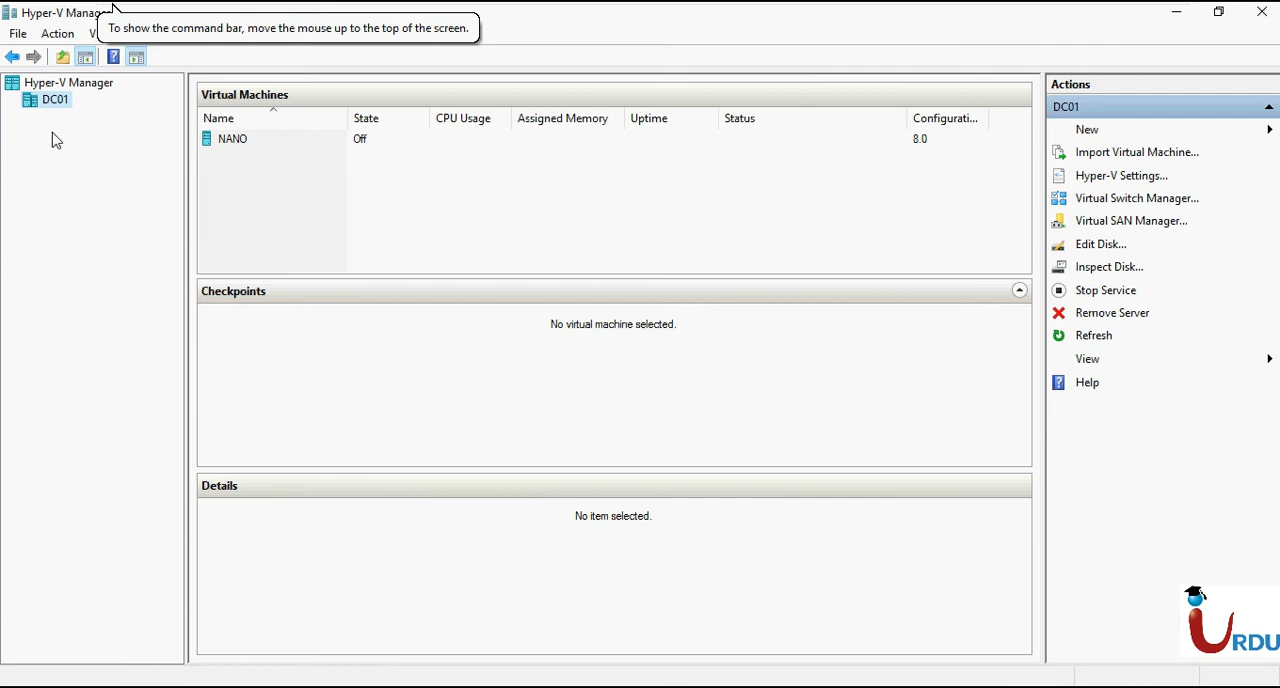 Hyper-V Manager
To show the command bar, move the mouse up to the top of the screen.
File Action V
Hyper-V Manager
DC01
Virtual Machines
Name State CPU Usage Assigned Memory Uptime Status Configurati...
NANO Off 8.0
Checkpoints
No virtual machine selected.
Details
No item selected.
Actions
DC01
New
Import Virtual Machine...
Hyper-V Settings...
Virtual Switch Manager...
Virtual SAN Manager...
Edit Disk...
Inspect Disk...
Stop Service
Remove Server
Refresh
View
Help
URDU